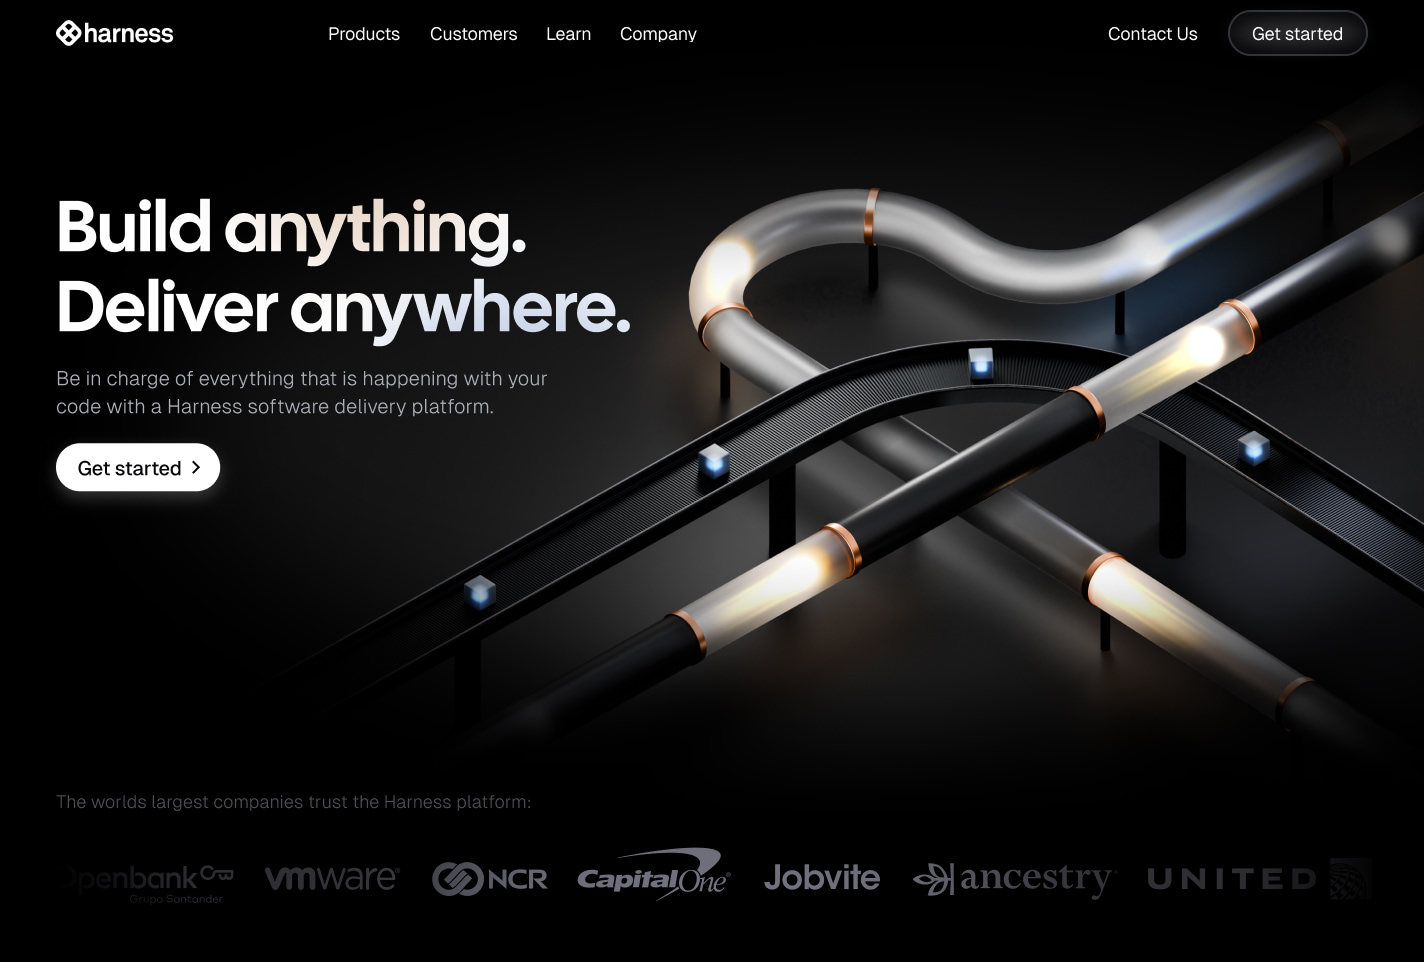 harness
Products
Customers
Learn
Company
Contact Us
Get started
Build anything.
Deliver anywhere.
Be in charge of everything that is happening with your
code with a Harness software delivery platform.
Get started
The worlds largest companies trust the Harness platform:
Openbank
Grupo Santander
vmware
NCR
Capital One
Jobvite
ancestry
UNITED